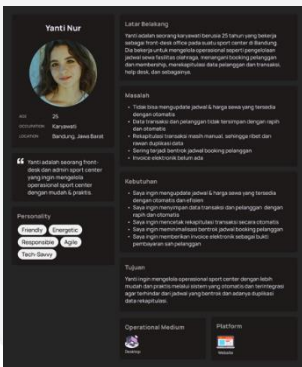 Yanti Nur
AGE 25
OCCUPATION Karyawati
LOCATION Bandung, Jawa Barat
“ Yanti adalah seorang front-
desk dan admin sport center
yang ingin mengelola
operasional sport center
dengan mudah & praktis.
Personality
Friendly Energetic
Responsible Agile
Tech-Savvy
Latar Belakang
Yanti adalah seorang karyawati berusia 25 tahun yang bekerja
sebagai front-desk office pada suatu sport center di Bandung.
Dia bekerja untuk mengelola operasional seperti pengelolaan
jadwal sewa fasilitas olahraga, menangani booking pelanggan
dan membership, merekapitulasi data pelanggan dan transaksi,
help desk, dan sebagainya.
Masalah
• Tidak bisa mengupdate jadwal & harga sewa yang tersedia
dengan otomatis
• Data transaksi dan pelanggan tidak tersimpan dengan rapih
dan otomatis
• Rekapitulasi transaksi masih manual, sehingga ribet dan
rawan duplikasi data
• Sering terjadi bentrok jadwal booking pelanggan
• Invoice elektronik belum ada
Kebutuhan
• Saya ingin mengupdate jadwal & harga sewa yang tersedia
dengan otomatis dan efisien
• Saya ingin menyimpan data transaksi dan pelanggan dengan
rapih dan otomatis
• Saya ingin mencetak rekapitulasi transaksi secara otomatis
• Saya ingin meminimalisasi bentrok jadwal booking pelanggan
• Saya ingin memberikan invoice elektronik sebagai bukti
pembayaran sah pelanggan
Tujuan
Yanti ingin mengelola operasional sport center dengan lebih
mudah dan praktis melalui sistem yang otomatis dan terintegrasi
agar terhindar dari jadwal yang bentrok dan adanya duplikasi
data rekapitulasi.
Operational Medium
Desktop
Platform
Website